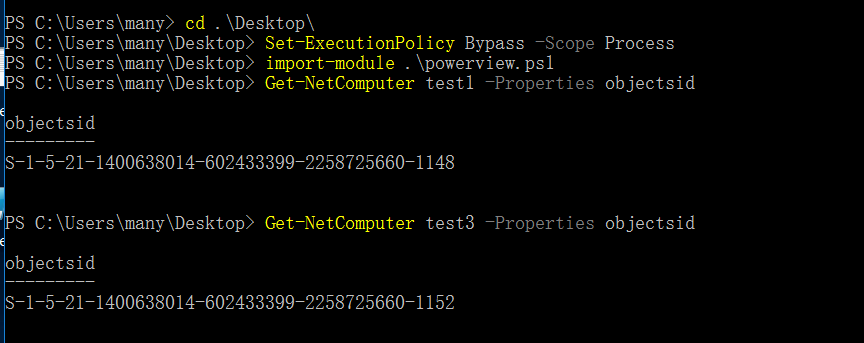 PS C:\Users\many> cd .\Desktop\
PS C:\Users\many\Desktop> Set-ExecutionPolicy Bypass -Scope Process
PS C:\Users\many\Desktop> import-module .\powerview.ps1
PS C:\Users\many\Desktop> Get-NetComputer test1 -Properties objectsid
objectsid
---------
S-1-5-21-1400638014-602433399-2258725660-1148
PS C:\Users\many\Desktop> Get-NetComputer test3 -Properties objectsid
objectsid
---------
S-1-5-21-1400638014-602433399-2258725660-1152